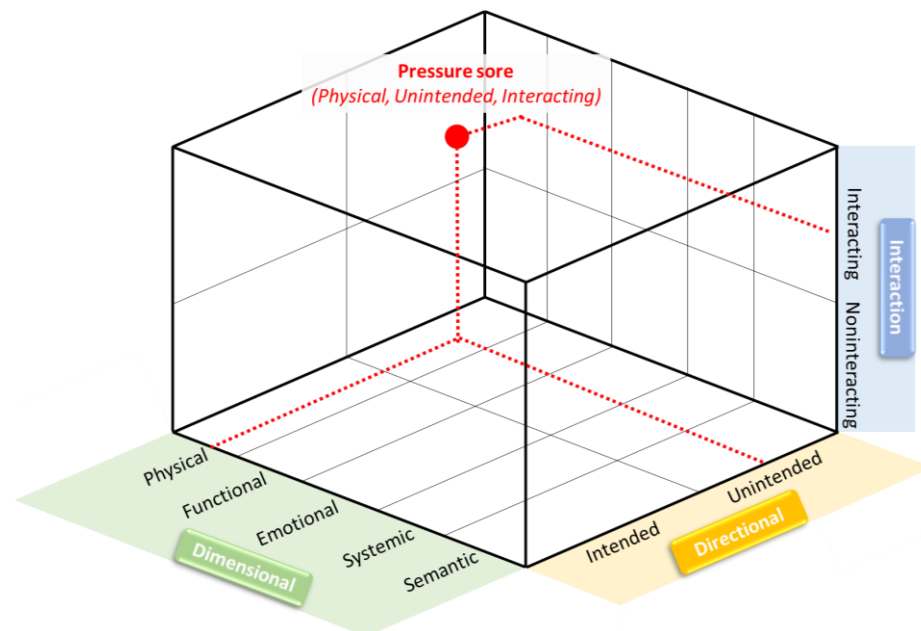 Pressure sore
(Physical, Unintended, Interacting)
Interacting
Noninteracting
Interaction
Physical
Functional
Emotional
Systemic
Semantic
Dimensional
Unintended
Intended
Directional